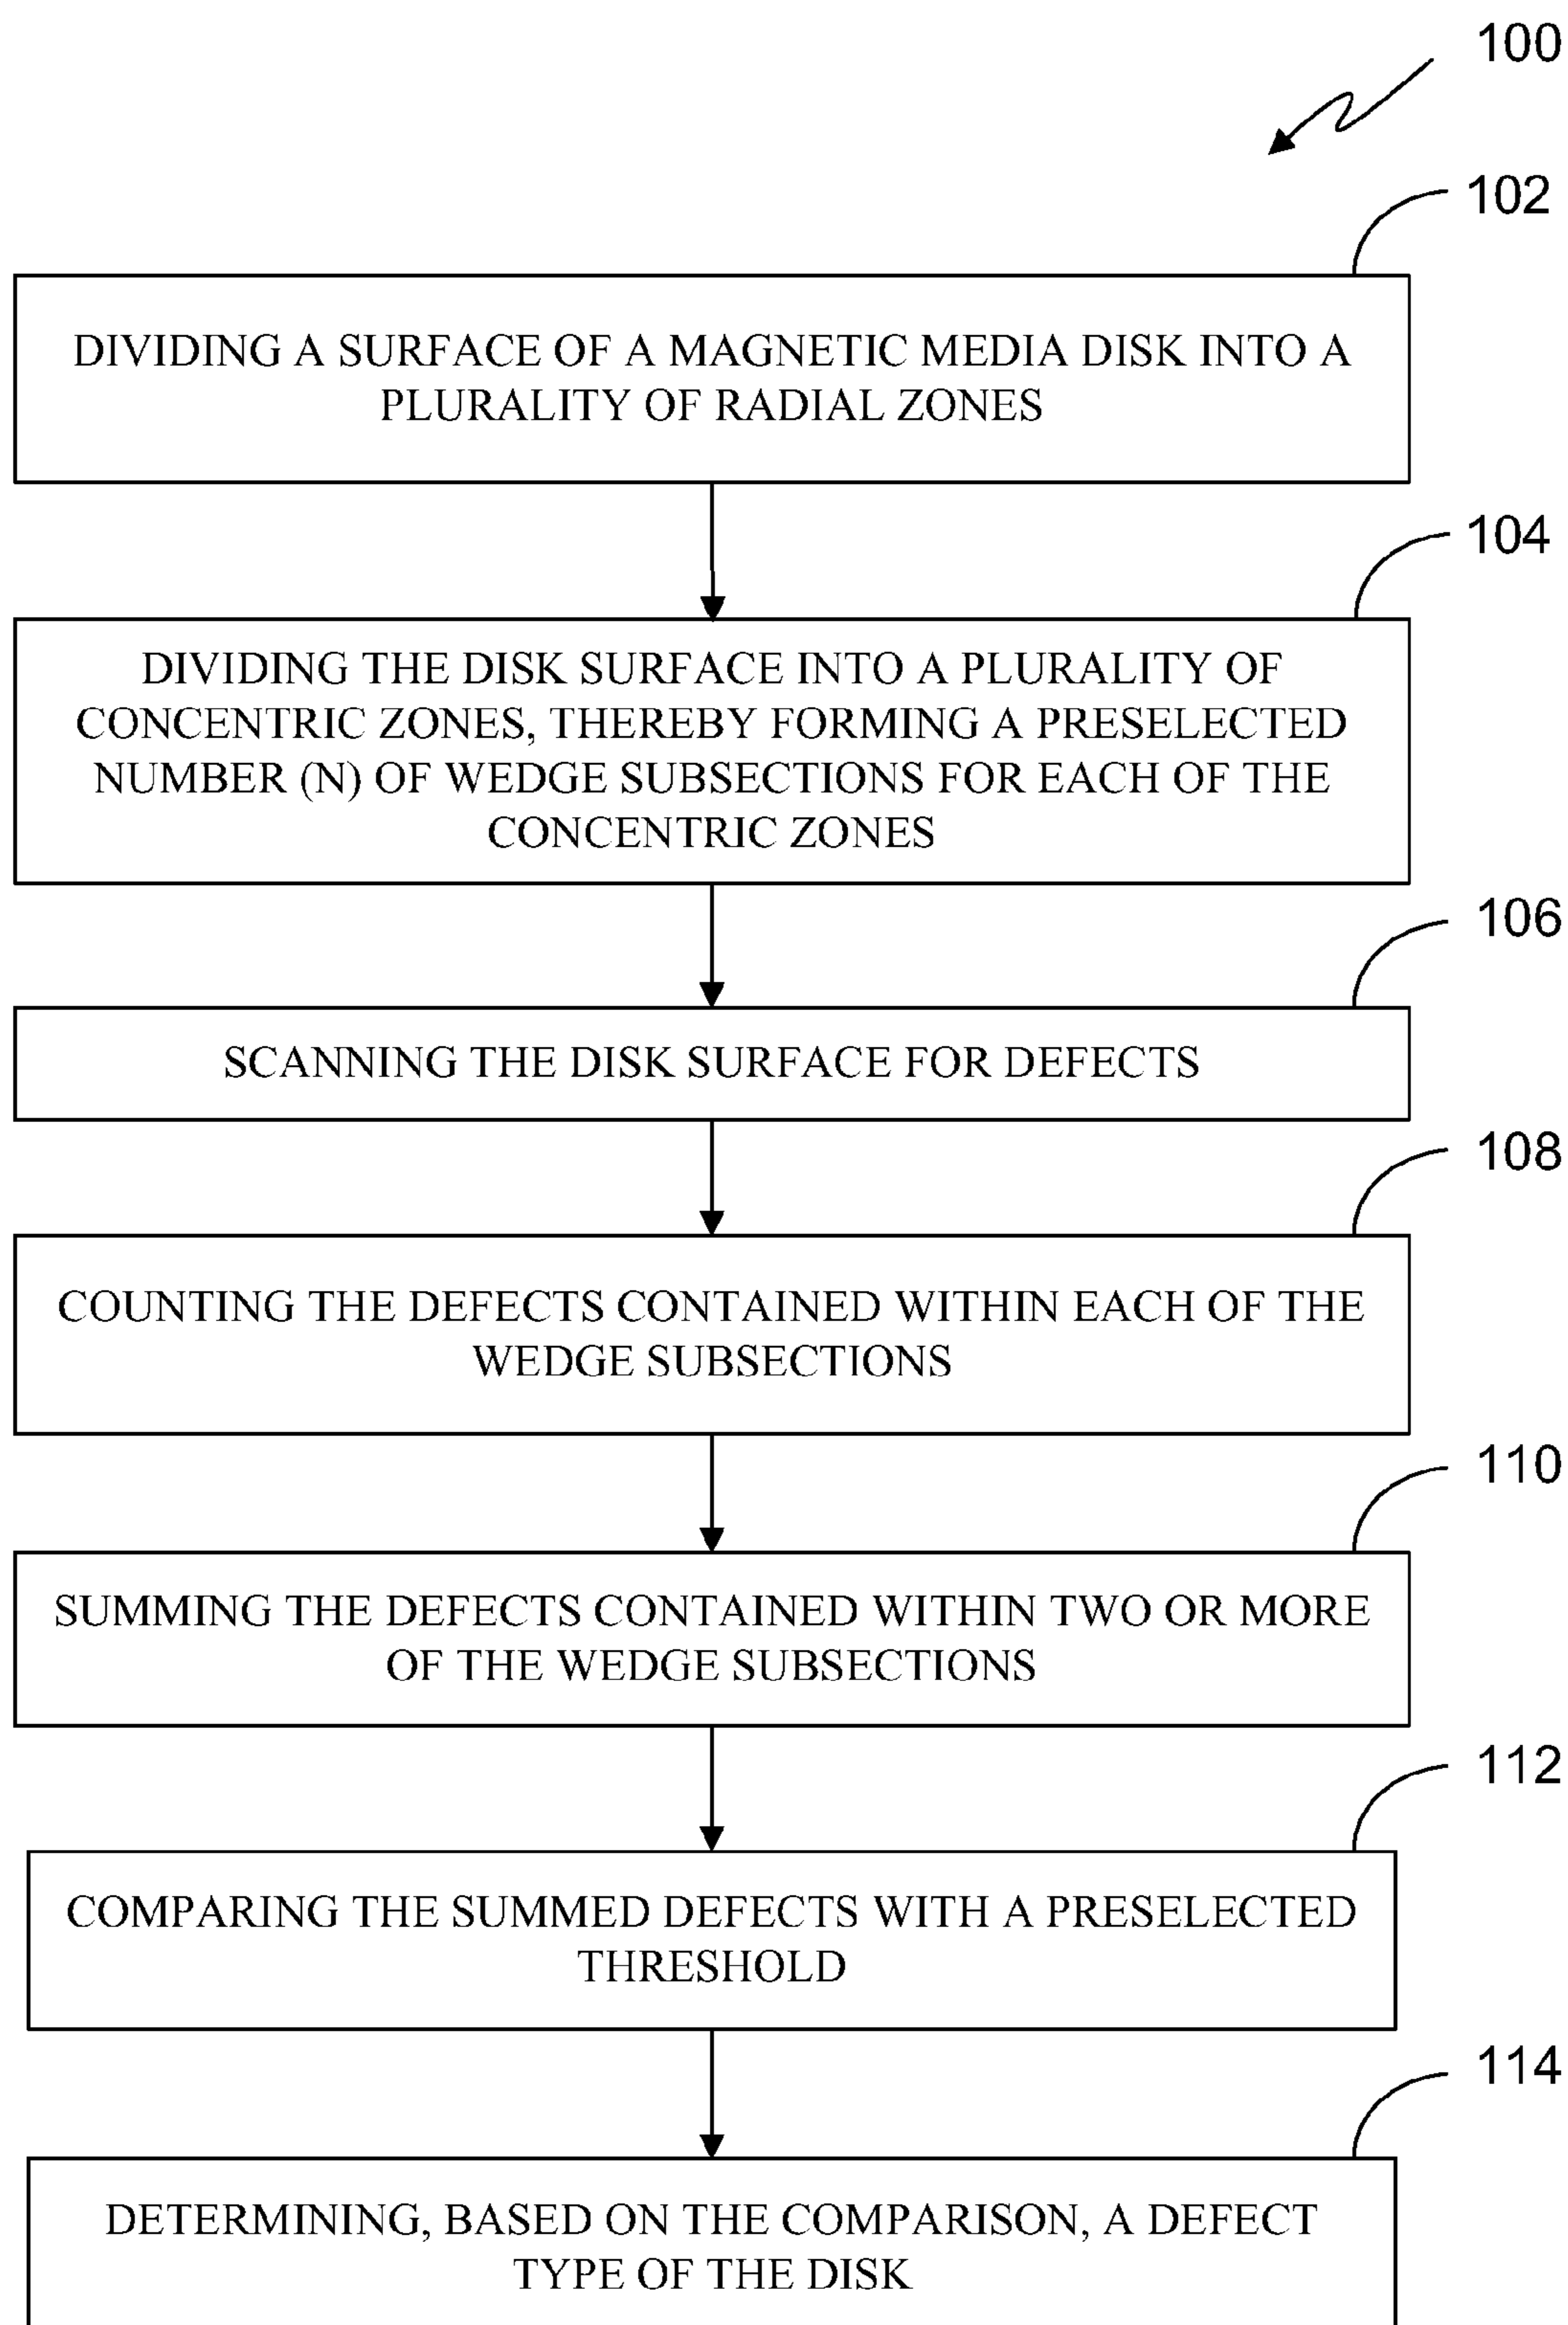 100
102
DIVIDING A SURFACE OF A MAGNETIC MEDIA DISK INTO A
PLURALITY OF RADIAL ZONES
104
DIVIDING THE DISK SURFACE INTO A PLURALITY OF
CONCENTRIC ZONES, THEREBY FORMING A PRESELECTED
NUMBER (N) OF WEDGE SUBSECTIONS FOR EACH OF THE
CONCENTRIC ZONES
106
SCANNING THE DISK SURFACE FOR DEFECTS
108
COUNTING THE DEFECTS CONTAINED WITHIN EACH OF THE
WEDGE SUBSECTIONS
110
SUMMING THE DEFECTS CONTAINED WITHIN TWO OR MORE
OF THE WEDGE SUBSECTIONS
112
COMPARING THE SUMMED DEFECTS WITH A PRESELECTED
THRESHOLD
114
DETERMINING, BASED ON THE COMPARISON, A DEFECT
TYPE OF THE DISK